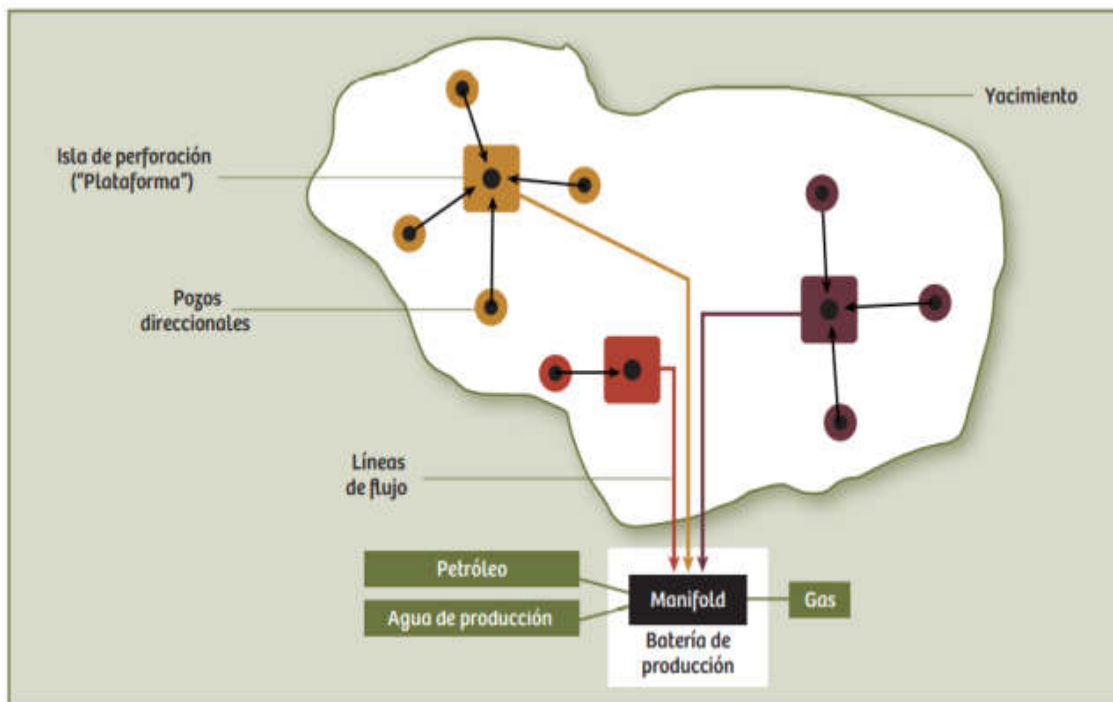 Yacimiento
Isla de perforación
("Plataforma")
Pozos
direccionales
Líneas
de flujo
Petróleo
Agua de producción
Manifold
Gas
Batería de
producción